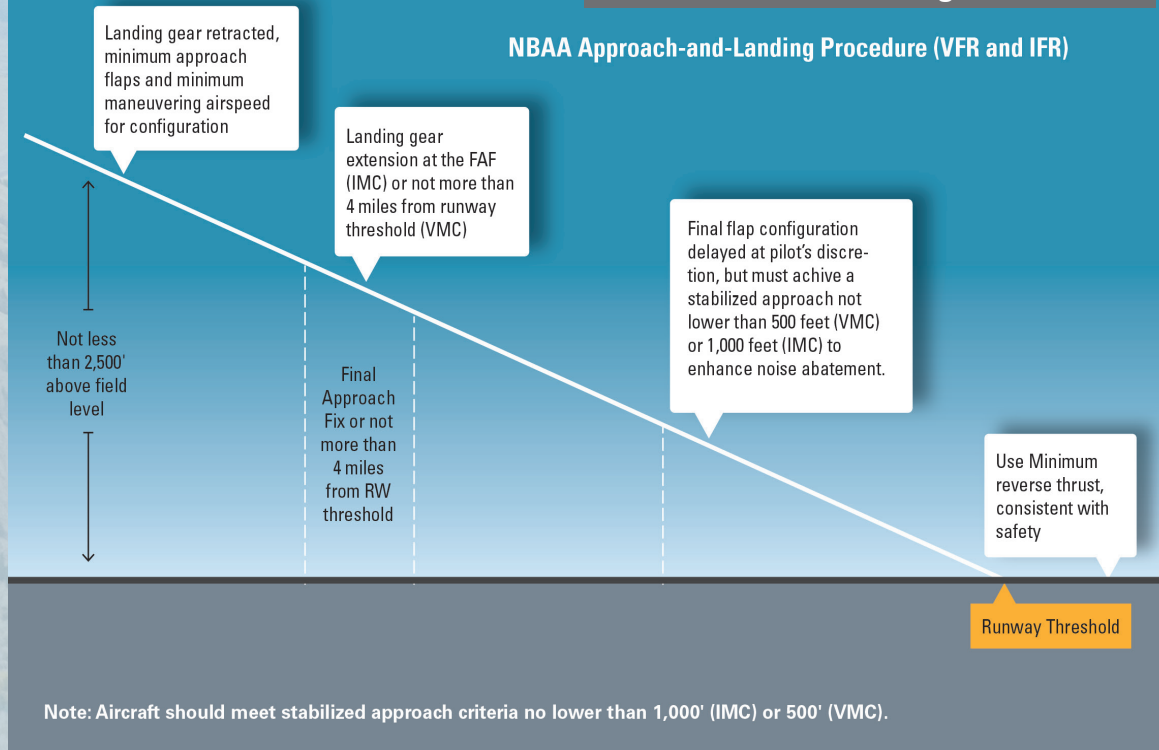 NBAA Approach-and-Landing Procedure (VFR and IFR)
Landing gear retracted,
minimum approach
flaps and minimum
maneuvering airspeed
for configuration
Landing gear
extension at the FAF
(IMC) or not more than
4 miles from runway
threshold (VMC)
Final flap configuration
delayed at pilot's discre-
tion, but must achive a
stabilized approach not
lower than 500 feet (VMC)
or 1,000 feet (IMC) to
enhance noise abatement.
Not less
than 2,500'
above field
level
Final
Approach
Fix or not
more than
4 miles
from RW
threshold
Use Minimum
reverse thrust,
consistent with
safety
Runway Threshold
Note: Aircraft should meet stabilized approach criteria no lower than 1,000' (IMC) or 500' (VMC).